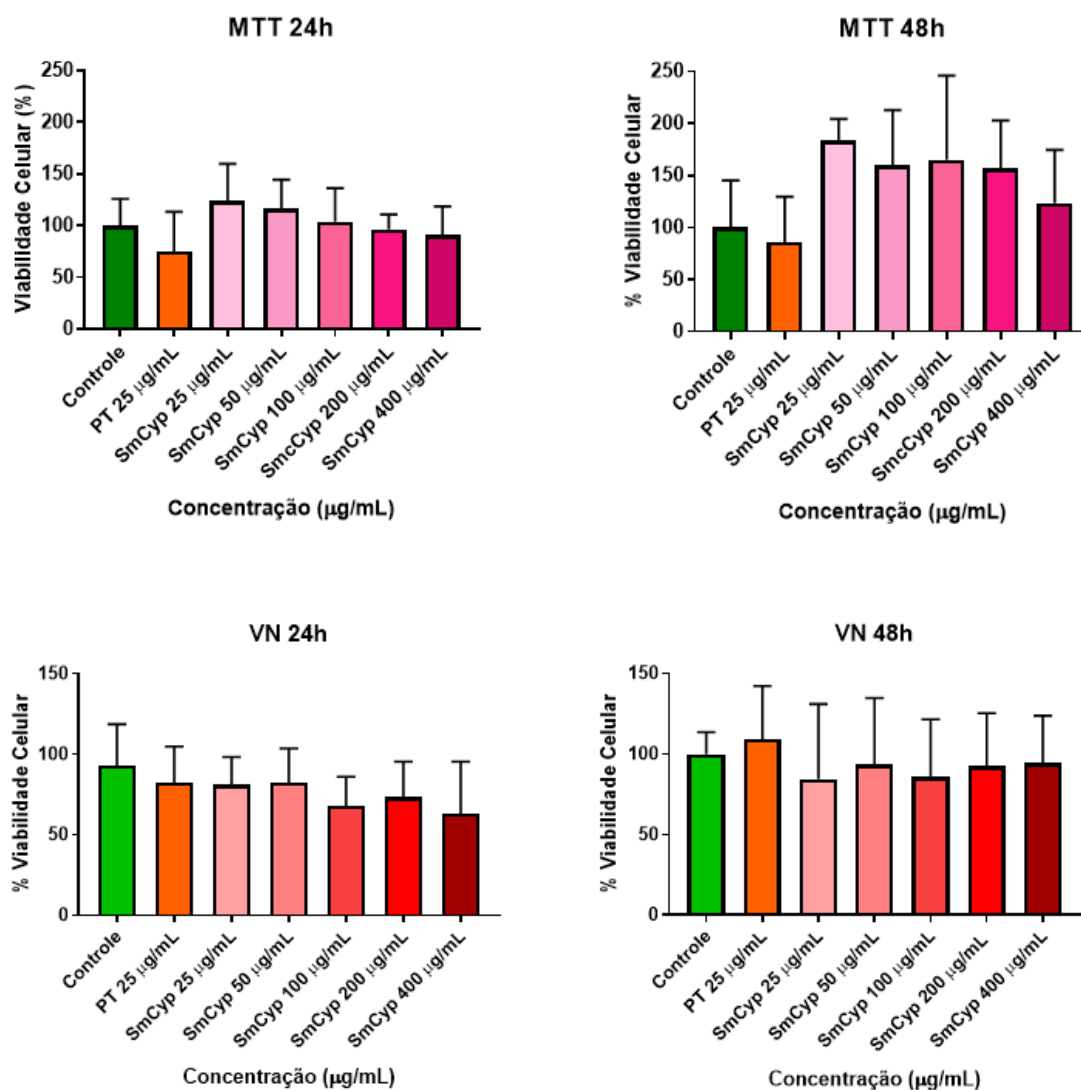 MTT 24h
Viabilidade Celular (%)
250
200
150
100
50
0
Controle
PT 25 μg/mL
SmCyp 25 μg/mL
SmCyp 50 μg/mL
SmCyp 100 μg/mL
SmcCyp 200 μg/mL
SmCyp 400 μg/mL
Concentração (μg/mL)
MTT 48h
% Viabilidade Celular
250
200
150
100
50
0
Controle
PT 25 μg/mL
SmCyp 25 μg/mL
SmCyp 50 μg/mL
SmCyp 100 μg/mL
SmcCyp 200 μg/mL
SmCyp 400 μg/mL
Concentração (μg/mL)
VN 24h
% Viabilidade Celular
150
100
50
0
Controle
PT 25 μg/mL
SmCyp 25 μg/mL
SmCyp 50 μg/mL
SmCyp 100 μg/mL
SmCyp 200 μg/mL
SmCyp 400 μg/mL
Concentração (μg/mL)
VN 48h
% Viabilidade Celular
150
100
50
0
Controle
PT 25 μg/mL
SmCyp 25 μg/mL
SmCyp 50 μg/mL
SmCyp 100 μg/mL
SmCyp 200 μg/mL
SmCyp 400 μg/mL
Concentração (μg/mL)